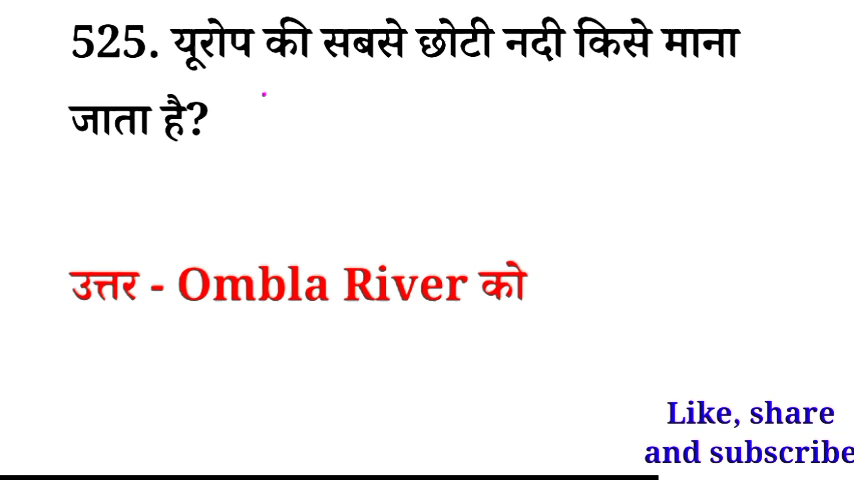 525. यूरोप की सबसे छोटी नदी किसे माना
जाता है?
उत्तर - Ombla River को
Like, share
and subscribe